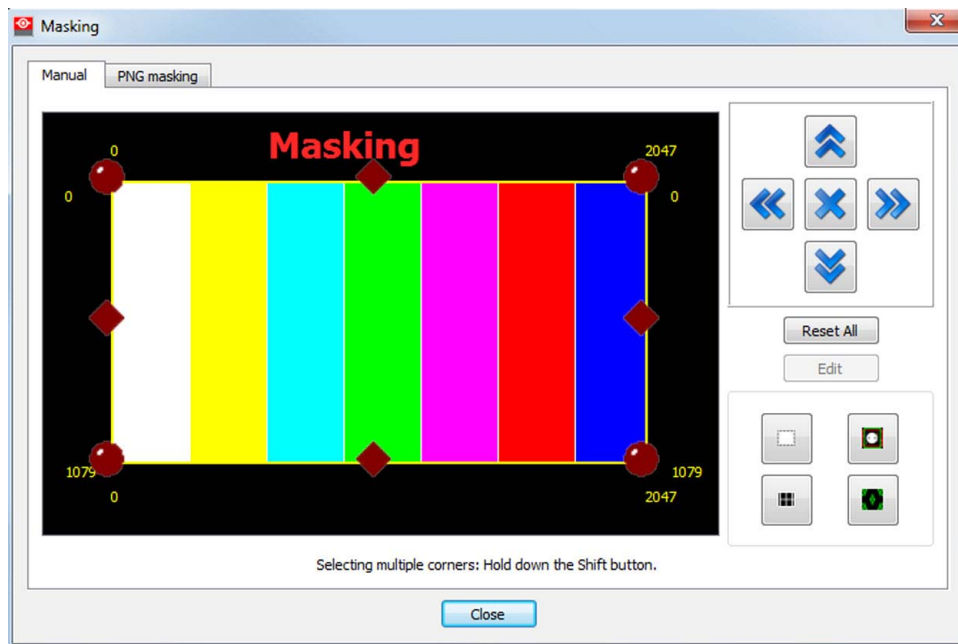 Masking
Manual PNG masking
Masking
0 2047
0 0
Reset All
Edit
1079 1079
0 2047
Selecting multiple corners: Hold down the Shift button.
Close